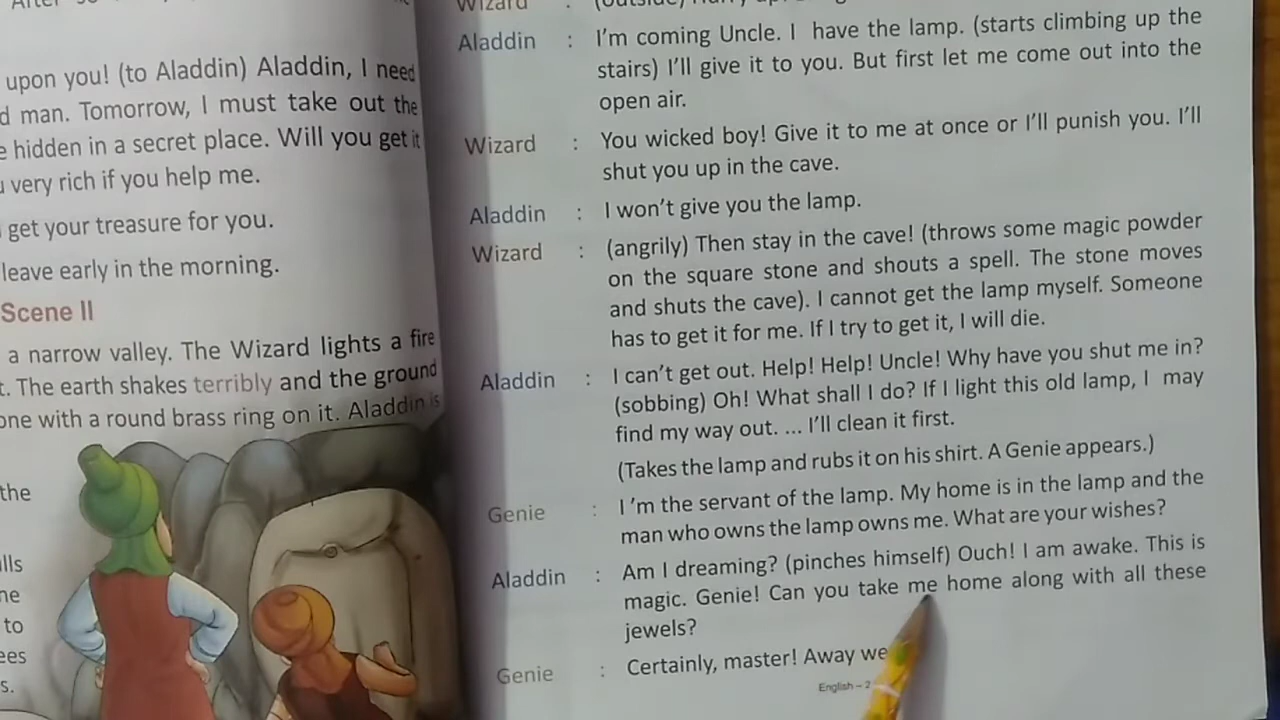 upon you! (to Aladdin) Aladdin, I need
man. Tomorrow, I must take out the
hidden in a secret place. Will you get it
very rich if you help me.
get your treasure for you.
leave early in the morning.
Scene II
a narrow valley. The Wizard lights a fire
The earth shakes terribly and the ground
with a round brass ring on it. Aladdin is
the
to
Wizard :
Aladdin : I'm coming Uncle. I have the lamp. (starts climbing up the
stairs) I'll give it to you. But first let me come out into the
open air.
Wizard : You wicked boy! Give it to me at once or I'll punish you. I'll
shut you up in the cave.
Aladdin : I won't give you the lamp.
Wizard : (angrily) Then stay in the cave! (throws some magic powder
on the square stone and shouts a spell. The stone moves
and shuts the cave). I cannot get the lamp myself. Someone
has to get it for me. If I try to get it, I will die.
Aladdin : I can't get out. Help! Help! Uncle! Why have you shut me in?
(sobbing) Oh! What shall I do? If I light this old lamp, I may
find my way out. ... I'll clean it first.
(Takes the lamp and rubs it on his shirt. A Genie appears.)
Genie : I 'm the servant of the lamp. My home is in the lamp and the
man who owns the lamp owns me. What are your wishes?
Aladdin : Am I dreaming? (pinches himself) Ouch! I am awake. This is
magic. Genie! Can you take me home along with all these
jewels?
Genie : Certainly, master! Away we
English – 2